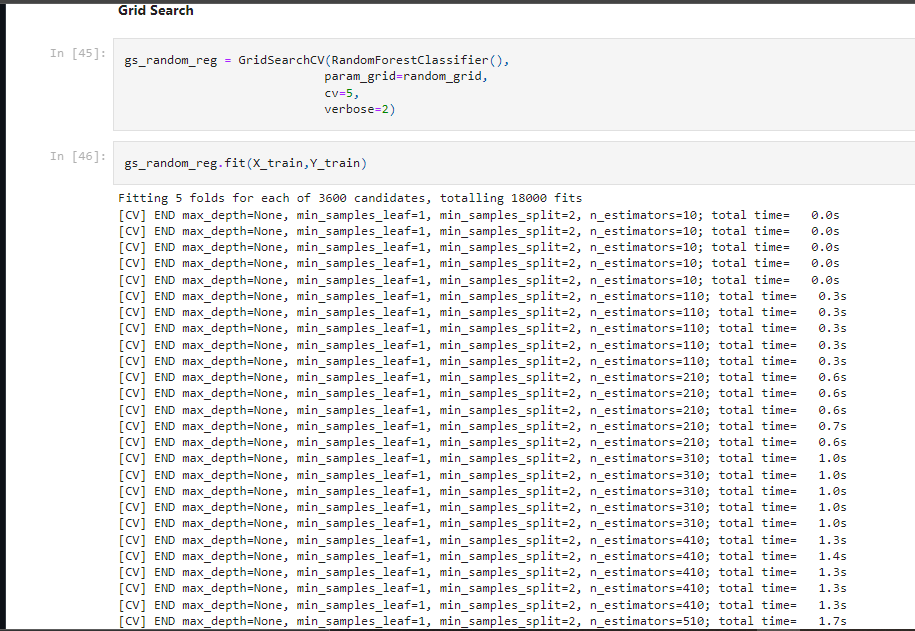 Grid Search
In [45]:
gs_random_reg = GridSearchCV(RandomForestClassifier(),
param_grid=random_grid,
cv=5,
verbose=2)
In [46]:
gs_random_reg.fit(X_train,Y_train)
Fitting 5 folds for each of 3600 candidates, totalling 18000 fits
[CV] END max_depth=None, min_samples_leaf=1, min_samples_split=2, n_estimators=10; total time=   0.0s
[CV] END max_depth=None, min_samples_leaf=1, min_samples_split=2, n_estimators=10; total time=   0.0s
[CV] END max_depth=None, min_samples_leaf=1, min_samples_split=2, n_estimators=10; total time=   0.0s
[CV] END max_depth=None, min_samples_leaf=1, min_samples_split=2, n_estimators=10; total time=   0.0s
[CV] END max_depth=None, min_samples_leaf=1, min_samples_split=2, n_estimators=10; total time=   0.0s
[CV] END max_depth=None, min_samples_leaf=1, min_samples_split=2, n_estimators=110; total time=   0.3s
[CV] END max_depth=None, min_samples_leaf=1, min_samples_split=2, n_estimators=110; total time=   0.3s
[CV] END max_depth=None, min_samples_leaf=1, min_samples_split=2, n_estimators=110; total time=   0.3s
[CV] END max_depth=None, min_samples_leaf=1, min_samples_split=2, n_estimators=110; total time=   0.3s
[CV] END max_depth=None, min_samples_leaf=1, min_samples_split=2, n_estimators=110; total time=   0.3s
[CV] END max_depth=None, min_samples_leaf=1, min_samples_split=2, n_estimators=210; total time=   0.6s
[CV] END max_depth=None, min_samples_leaf=1, min_samples_split=2, n_estimators=210; total time=   0.6s
[CV] END max_depth=None, min_samples_leaf=1, min_samples_split=2, n_estimators=210; total time=   0.6s
[CV] END max_depth=None, min_samples_leaf=1, min_samples_split=2, n_estimators=210; total time=   0.7s
[CV] END max_depth=None, min_samples_leaf=1, min_samples_split=2, n_estimators=210; total time=   0.6s
[CV] END max_depth=None, min_samples_leaf=1, min_samples_split=2, n_estimators=310; total time=   1.0s
[CV] END max_depth=None, min_samples_leaf=1, min_samples_split=2, n_estimators=310; total time=   1.0s
[CV] END max_depth=None, min_samples_leaf=1, min_samples_split=2, n_estimators=310; total time=   1.0s
[CV] END max_depth=None, min_samples_leaf=1, min_samples_split=2, n_estimators=310; total time=   1.0s
[CV] END max_depth=None, min_samples_leaf=1, min_samples_split=2, n_estimators=310; total time=   1.0s
[CV] END max_depth=None, min_samples_leaf=1, min_samples_split=2, n_estimators=410; total time=   1.3s
[CV] END max_depth=None, min_samples_leaf=1, min_samples_split=2, n_estimators=410; total time=   1.4s
[CV] END max_depth=None, min_samples_leaf=1, min_samples_split=2, n_estimators=410; total time=   1.3s
[CV] END max_depth=None, min_samples_leaf=1, min_samples_split=2, n_estimators=410; total time=   1.3s
[CV] END max_depth=None, min_samples_leaf=1, min_samples_split=2, n_estimators=410; total time=   1.3s
[CV] END max_depth=None, min_samples_leaf=1, min_samples_split=2, n_estimators=510; total time=   1.7s